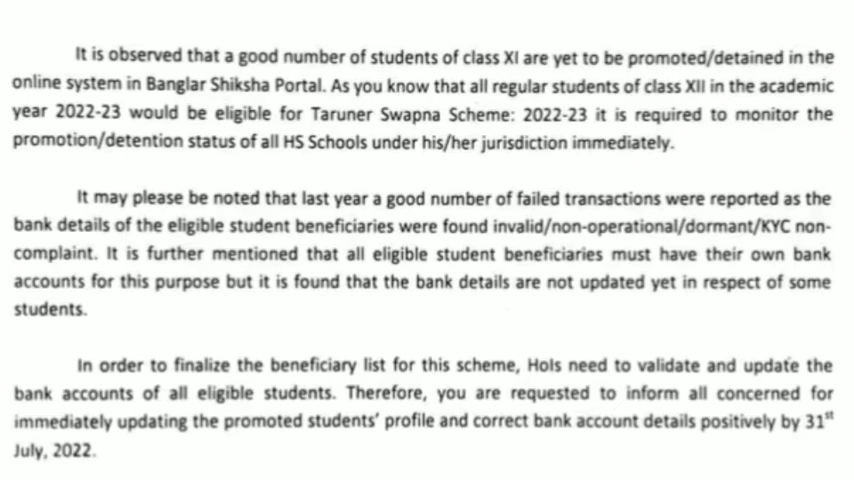 It is observed that a good number of students of class XI are yet to be promoted/detained in the
online system in Banglar Shiksha Portal. As you know that all regular students of class XII in the academic
year 2022-23 would be eligible for Taruner Swapna Scheme: 2022-23 it is required to monitor the
promotion/detention status of all HS Schools under his/her jurisdiction immediately.
It may please be noted that last year a good number of failed transactions were reported as the
bank details of the eligible student beneficiaries were found invalid/non-operational/dormant/KYC non-
complaint. It is further mentioned that all eligible student beneficiaries must have their own bank
accounts for this purpose but it is found that the bank details are not updated yet in respect of some
students.
In order to finalize the beneficiary list for this scheme, HoIs need to validate and update the
bank accounts of all eligible students. Therefore, you are requested to inform all concerned for
immediately updating the promoted students' profile and correct bank account details positively by 31st
July, 2022.